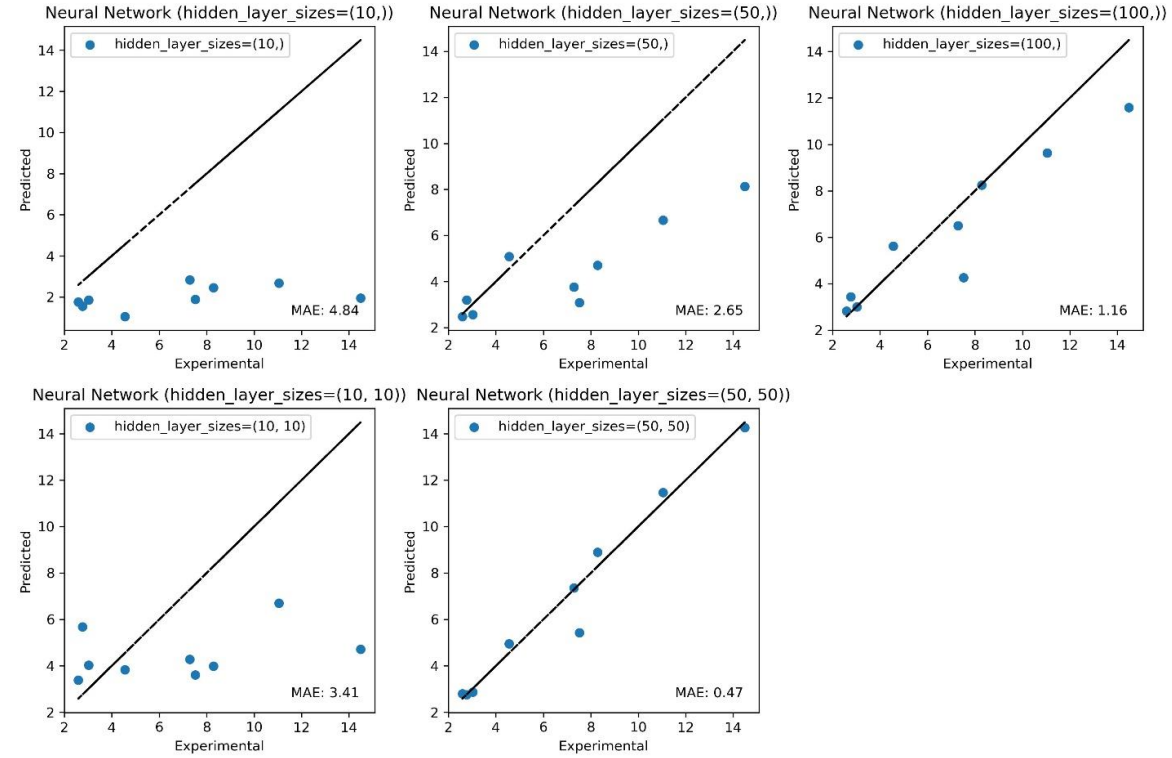 Neural Network (hidden_layer_sizes=(10,))
hidden_layer_sizes=(10,)
14
12
10
8
6
4
2
Predicted
MAE: 4.84
2 4 6 8 10 12 14
Experimental
Neural Network (hidden_layer_sizes=(50,))
hidden_layer_sizes=(50,)
14
12
10
8
6
4
2
Predicted
MAE: 2.65
2 4 6 8 10 12 14
Experimental
Neural Network (hidden_layer_sizes=(100,))
hidden_layer_sizes=(100,)
14
12
10
8
6
4
2
Predicted
MAE: 1.16
2 4 6 8 10 12 14
Experimental
Neural Network (hidden_layer_sizes=(10, 10))
hidden_layer_sizes=(10, 10)
14
12
10
8
6
4
2
Predicted
MAE: 3.41
2 4 6 8 10 12 14
Experimental
Neural Network (hidden_layer_sizes=(50, 50))
hidden_layer_sizes=(50, 50)
14
12
10
8
6
4
2
Predicted
MAE: 0.47
2 4 6 8 10 12 14
Experimental